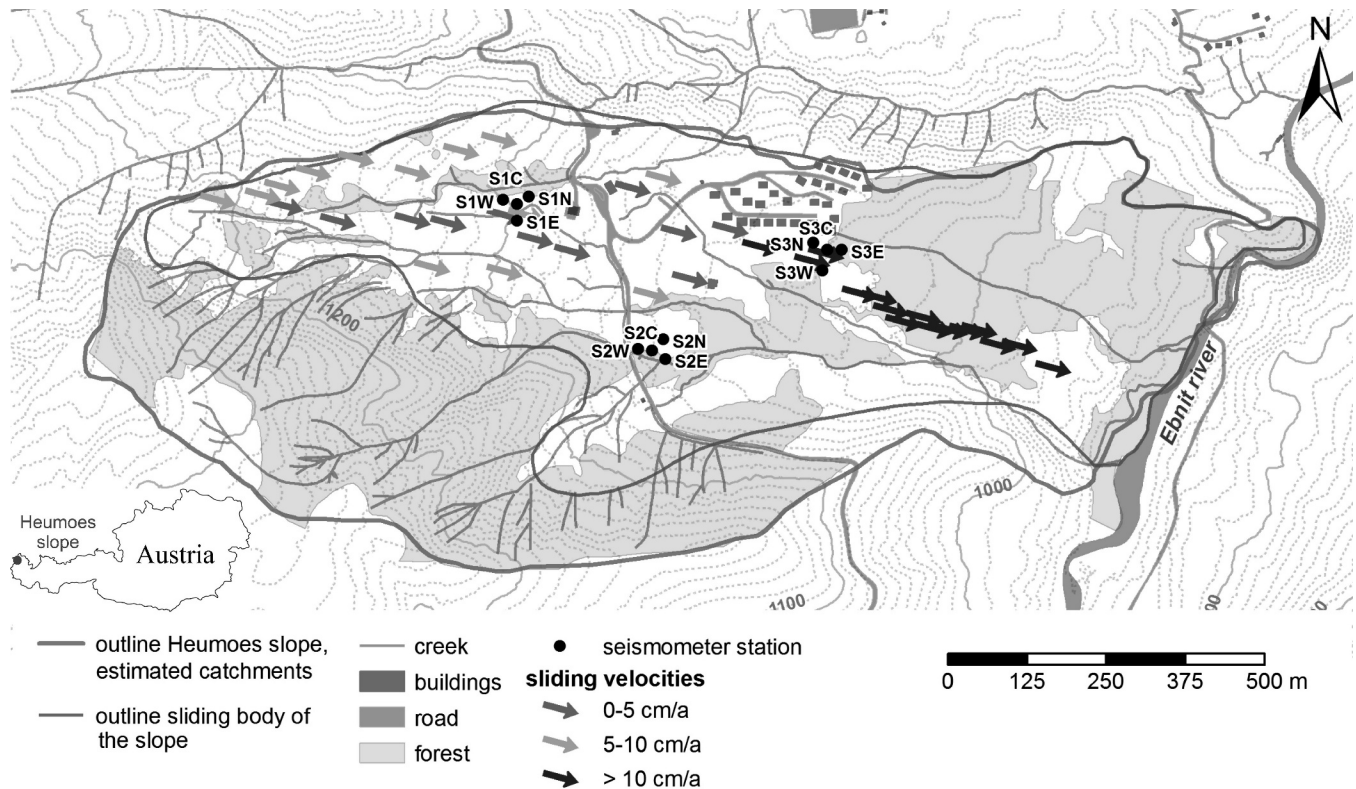 N
S1C
S1W
S1N
S1E
S3C
S3N
S3E
S3W
1200
S2C
S2N
S2W
S2E
Ebnit river
1000
Heumoes
slope
Austria
1100
outline Heumoes slope,
estimated catchments
outline sliding body of
the slope
creek
buildings
road
forest
seismometer station
sliding velocities
0-5 cm/a
5-10 cm/a
> 10 cm/a
0 125 250 375 500 m